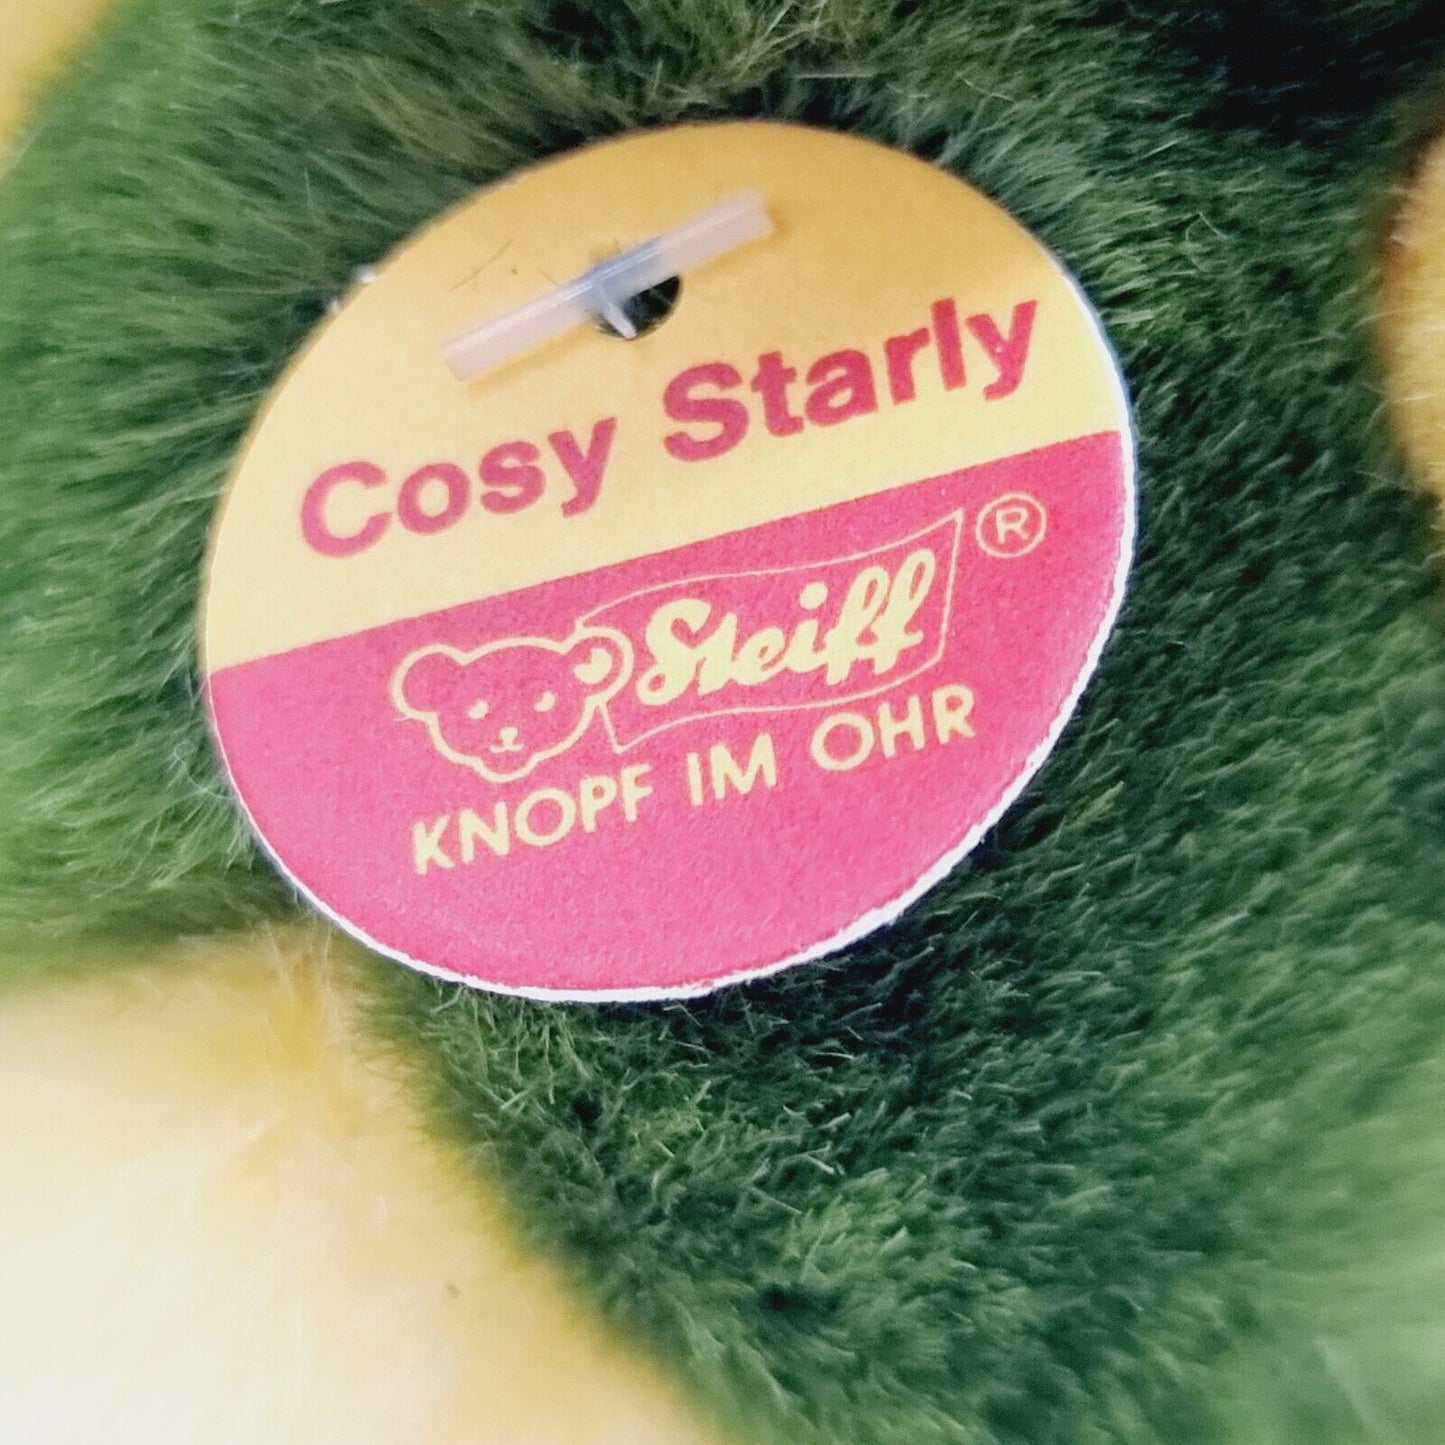 Cosy Starly
Steiff ®
KNOPF IM OHR